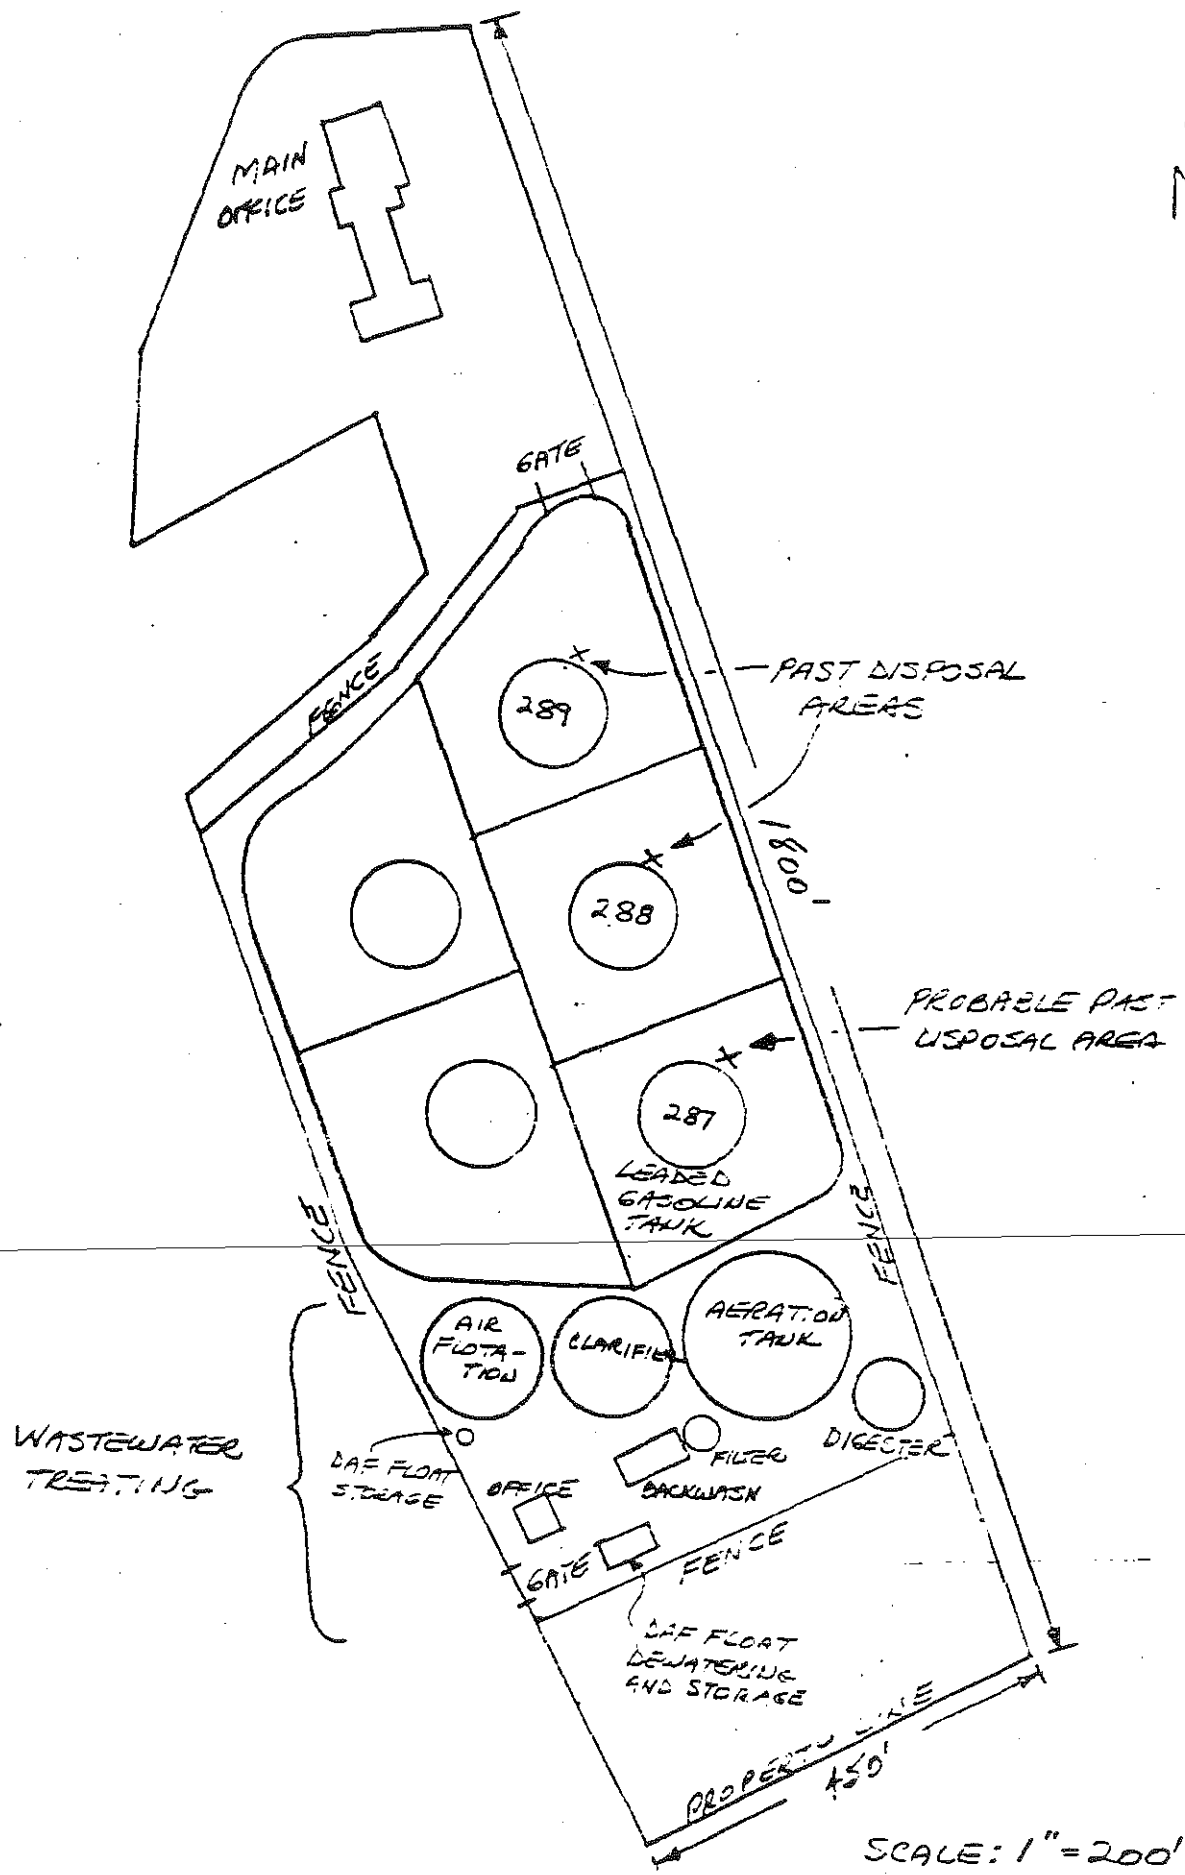 N
MAIN
OFFICE
GATE
FENCE
289
PAST DISPOSAL
AREAS
288
1800'
PROBABLE PAST
DISPOSAL AREA
287
LEADED
GASOLINE
TANK
FENCE
FENCE
AIR
FLOTA-
TION
CLARIFIER
AERATION
TANK
WASTEWATER
TREATING
DAF FLOAT
STORAGE
OFFICE
FILTER
BACKWASH
DIGESTER
GATE
FENCE
DAF FLOAT
DEWATERING
AND STORAGE
PROPERTY LINE
450'
SCALE: 1" = 200'